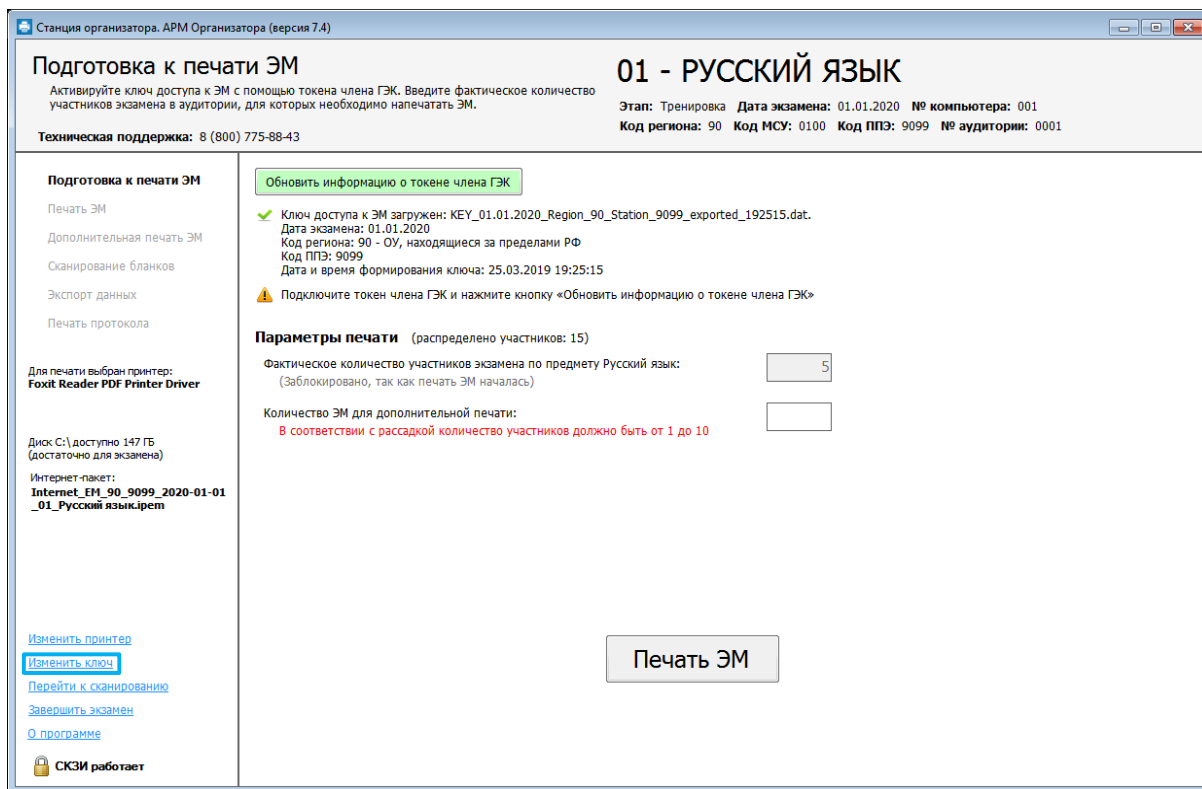 Станция организатора. АРМ Организатора (версия 7.4)
Подготовка к печати ЭМ
Активируйте ключ доступа к ЭМ с помощью токена члена ГЭК. Введите фактическое количество
участников экзамена в аудитории, для которых необходимо напечатать ЭМ.
Техническая поддержка: 8 (800) 775-88-43
01 - РУССКИЙ ЯЗЫК
Этап: Тренировка Дата экзамена: 01.01.2020 № компьютера: 001
Код региона: 90 Код МСУ: 0100 Код ППЭ: 9099 № аудитории: 0001
Подготовка к печати ЭМ
Печать ЭМ
Дополнительная печать ЭМ
Сканирование бланков
Экспорт данных
Печать протокола
Для печати выбран принтер:
Foxit Reader PDF Printer Driver
Диск C:\ доступно 147 ГБ
(достаточно для экзамена)
Интернет-пакет:
Internet_EM_90_9099_2020-01-01
_01_Русский язык.ipem
Изменить принтер
Изменить ключ
Перейти к сканированию
Завершить экзамен
О программе
СКЗИ работает
Обновить информацию о токене члена ГЭК
Ключ доступа к ЭМ загружен: KEY_01.01.2020_Region_90_Station_9099_exported_192515.dat.
Дата экзамена: 01.01.2020
Код региона: 90 - ОУ, находящиеся за пределами РФ
Код ППЭ: 9099
Дата и время формирования ключа: 25.03.2019 19:25:15
Подключите токен члена ГЭК и нажмите кнопку «Обновить информацию о токене члена ГЭК»
Параметры печати (распределено участников: 15)
Фактическое количество участников экзамена по предмету Русский язык: 5
(Заблокировано, так как печать ЭМ началась)
Количество ЭМ для дополнительной печати:
В соответствии с рассадкой количество участников должно быть от 1 до 10
Печать ЭМ